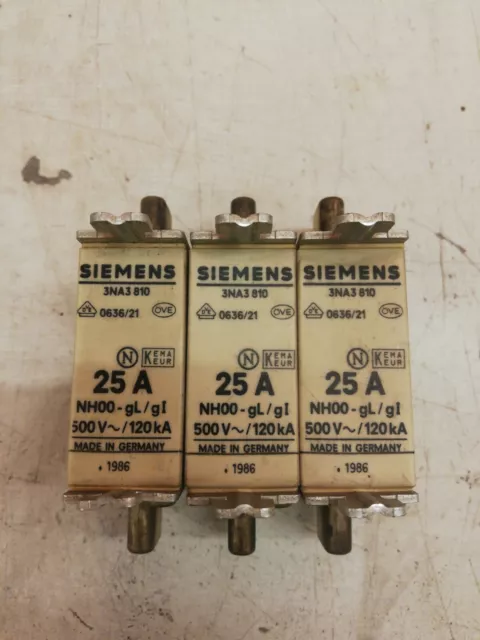 SIEMENS
3NA3 810
0636/21 OVE
N KEMA KEUR
25 A
NH00-gL/gI
500 V~/120 kA
MADE IN GERMANY
. 1986
SIEMENS
3NA3 810
0636/21 OVE
N KEMA KEUR
25 A
NH00-gL/gI
500 V~/120 kA
MADE IN GERMANY
. 1986
SIEMENS
3NA3 810
0636/21 OVE
N KEMA KEUR
25 A
NH00-gL/gI
500 V~/120 kA
MADE IN GERMANY
. 1986